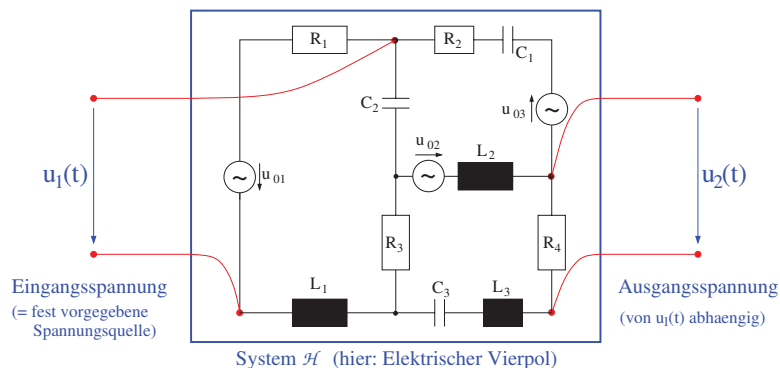 R1
R2
C1
C2
u03
u02
L2
u1(t)
u01
u2(t)
R3
R4
Eingangsspannung
(= fest vorgegebene
Spannungsquelle)
L1
C3
L3
Ausgangsspannung
(von u1(t) abhaengig)
System ℋ (hier: Elektrischer Vierpol)